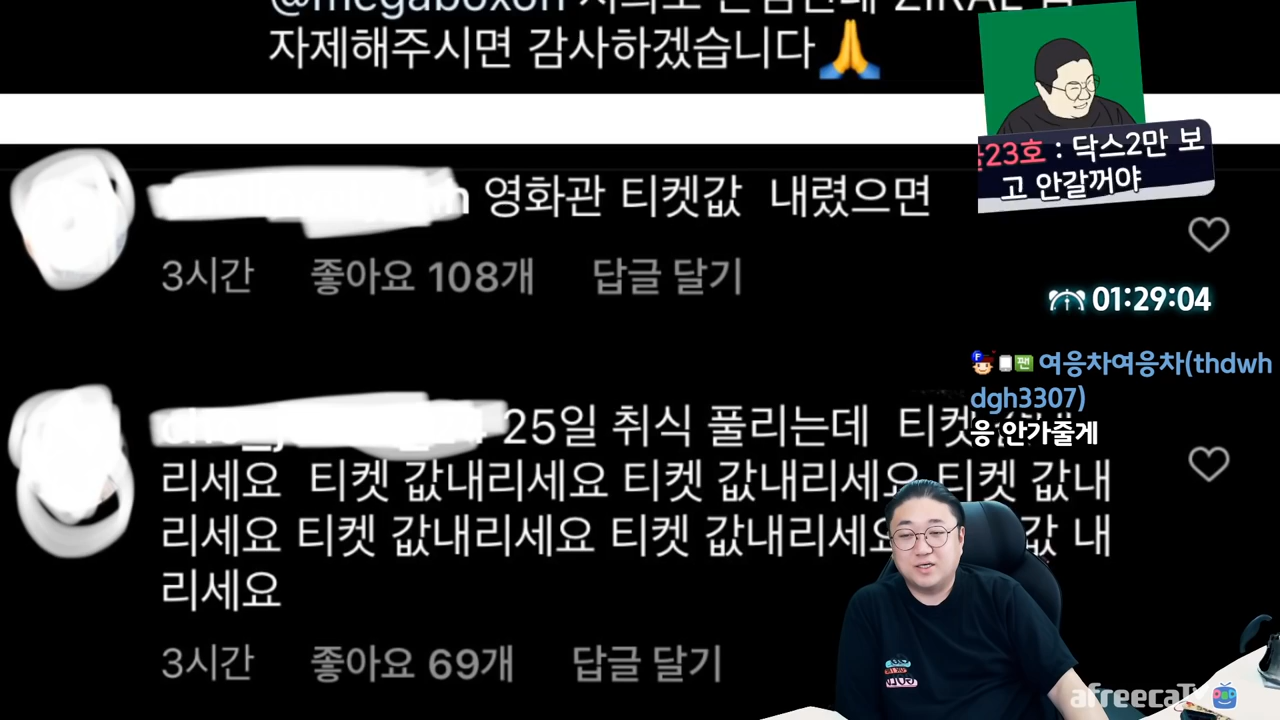 @megaboxon
자제해주시면 감사하겠습니다🙏
23호 : 닥스2만 보
고 안갈꺼야
영화관 티켓값 내렸으면
3시간 좋아요 108개 답글 달기
01:29:04
F 팬 여응차여응차(thdwh
dgh3307)
응 안가줄게
25일 취식 풀리는데 티켓
리세요 티켓 값내리세요 티켓 값내리세요 티켓 값내
리세요 티켓 값내리세요 티켓 값내리세요 값 내
리세요
3시간 좋아요 69개 답글 달기
afreecaTV